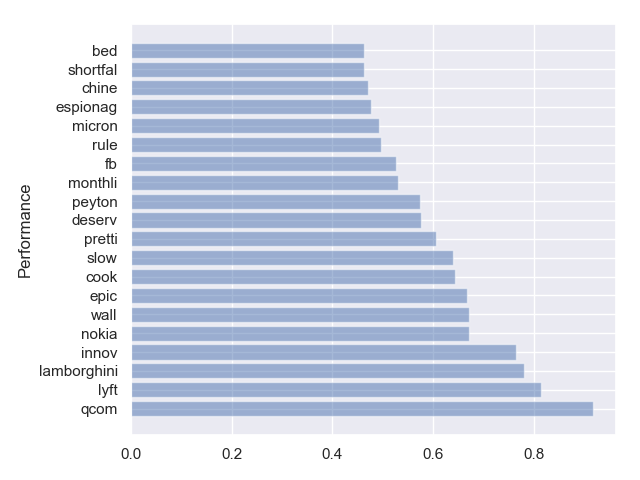 bed
shortfal
chine
espionag
micron
rule
fb
monthli
peyton
deserv
pretti
slow
cook
epic
wall
nokia
innov
lamborghini
lyft
qcom
Performance
0.0 0.2 0.4 0.6 0.8